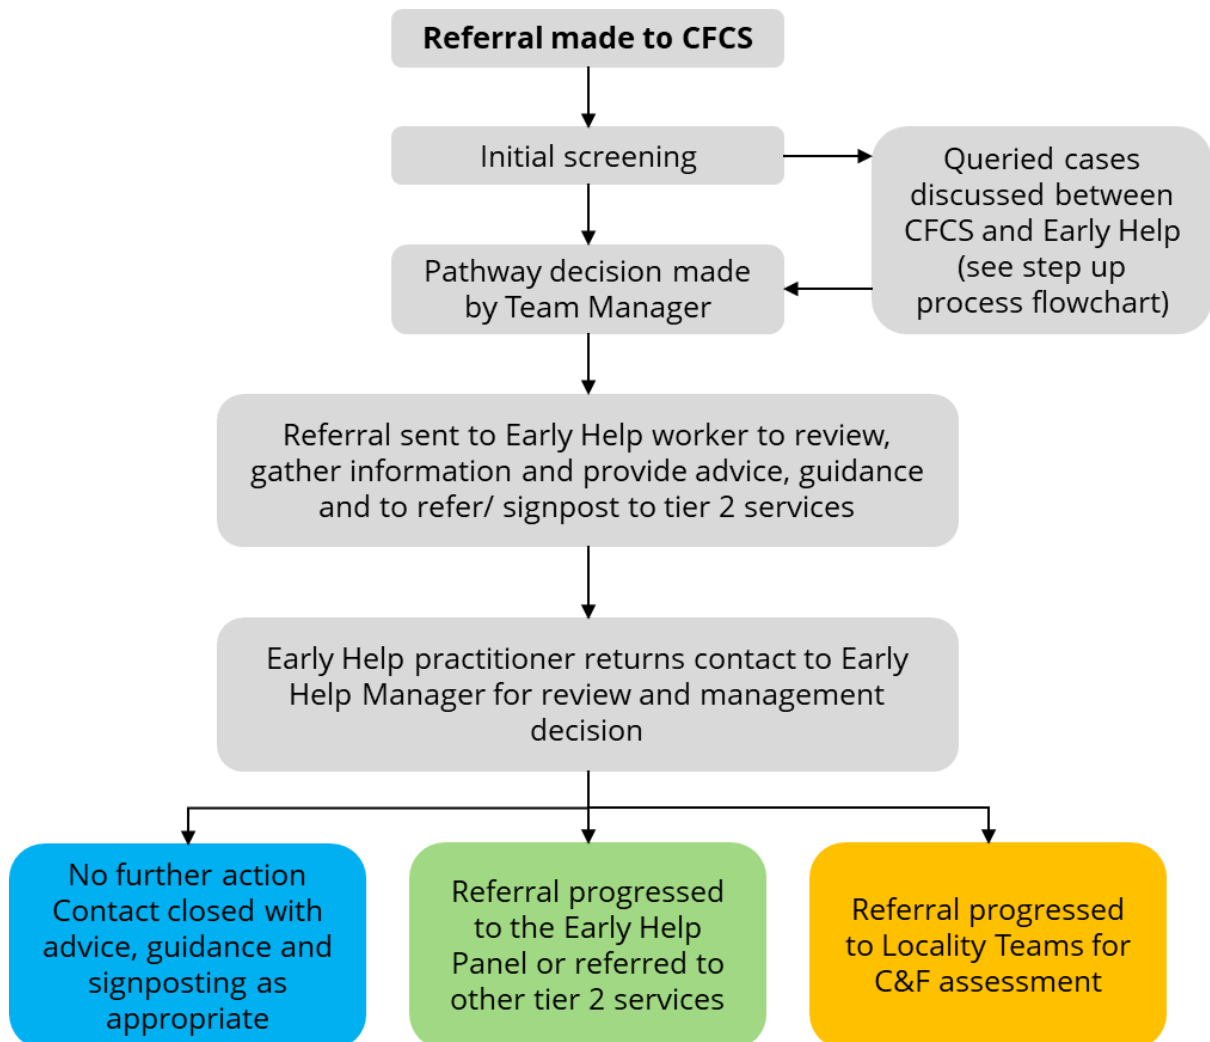 Referral made to CFCS
Initial screening
Queried cases
discussed between
CFCS and Early Help
(see step up
process flowchart)
Pathway decision made
by Team Manager
Referral sent to Early Help worker to review,
gather information and provide advice, guidance
and to refer/ signpost to tier 2 services
Early Help practitioner returns contact to Early
Help Manager for review and management
decision
No further action
Contact closed with
advice, guidance and
signposting as
appropriate
Referral progressed
to the Early Help
Panel or referred to
other tier 2 services
Referral progressed
to Locality Teams for
C&F assessment